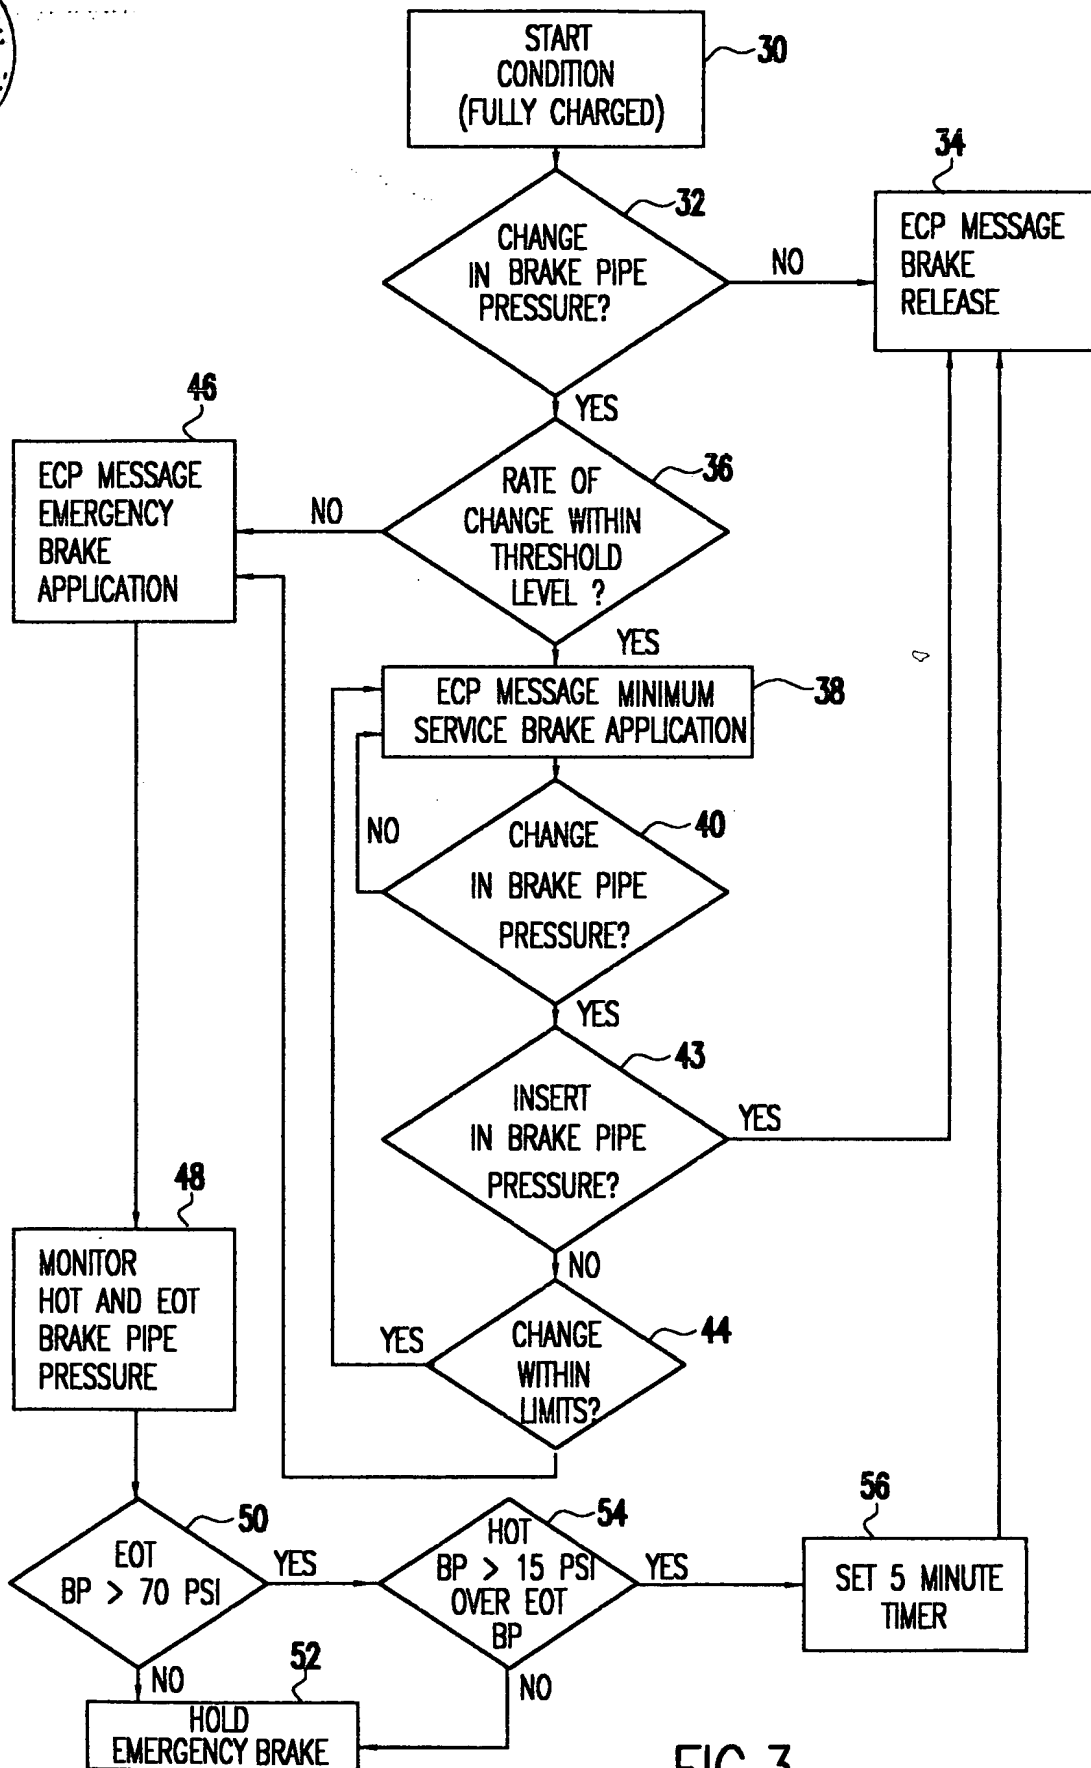 START
CONDITION
(FULLY CHARGED)
30
CHANGE
IN BRAKE PIPE
PRESSURE?
32
NO
34
ECP MESSAGE
BRAKE
RELEASE
YES
46
ECP MESSAGE
EMERGENCY
BRAKE
APPLICATION
NO
RATE OF
CHANGE WITHIN
THRESHOLD
LEVEL ?
36
YES
ECP MESSAGE MINIMUM
SERVICE BRAKE APPLICATION
38
NO
CHANGE
IN BRAKE PIPE
PRESSURE?
40
YES
INSERT
IN BRAKE PIPE
PRESSURE?
43
YES
NO
48
MONITOR
HOT AND EOT
BRAKE PIPE
PRESSURE
YES
CHANGE
WITHIN
LIMITS?
44
EOT
BP > 70 PSI
50
YES
HOT
BP > 15 PSI
OVER EOT
BP
54
YES
56
SET 5 MINUTE
TIMER
NO
52
NO
HOLD
EMERGENCY BRAKE
FIG. 3